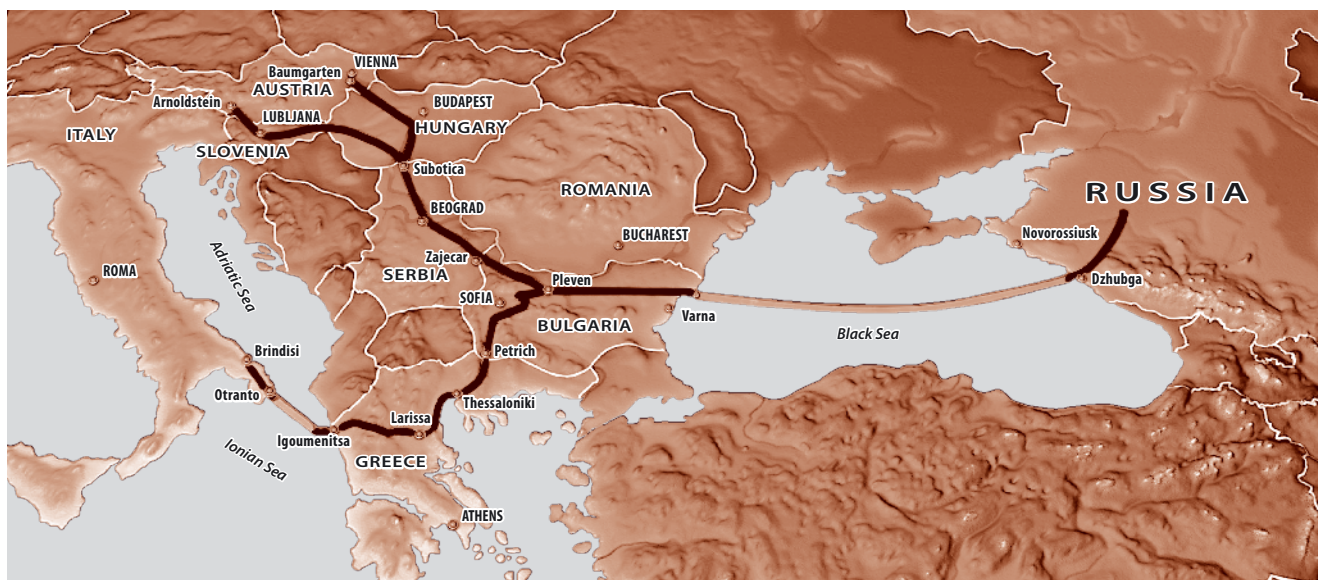 VIENNA
Baumgarten
AUSTRIA
Arnoldstein
BUDAPEST
LUBLJANA
HUNGARY
ITALY
SLOVENIA
Subotica
ROMANIA
RUSSIA
BEOGRAD
BUCHAREST
Novorossiusk
Adriatic Sea
Zajecar
ROMA
SERBIA
Pleven
Dzhubga
SOFIA
Varna
BULGARIA
Black Sea
Petrich
Brindisi
Otranto
Larissa
Thessaloniki
Igoumenitsa
Ionian Sea
GREECE
ATHENS